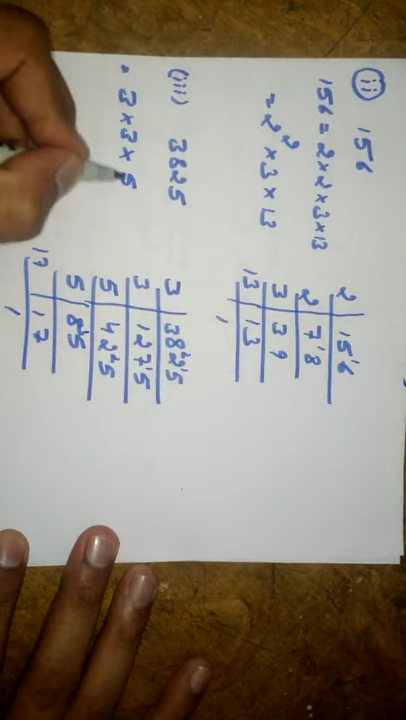 (ii) 156
156 = 2 x 2 x 3 x 13
= 2² x 3 x 13
2 | 156
2 | 78
3 | 39
13 | 13
1
(iii) 3825
= 3 x 3 x 5
3 | 3825
3 | 1275
5 | 425
5 | 85
17 | 17
1